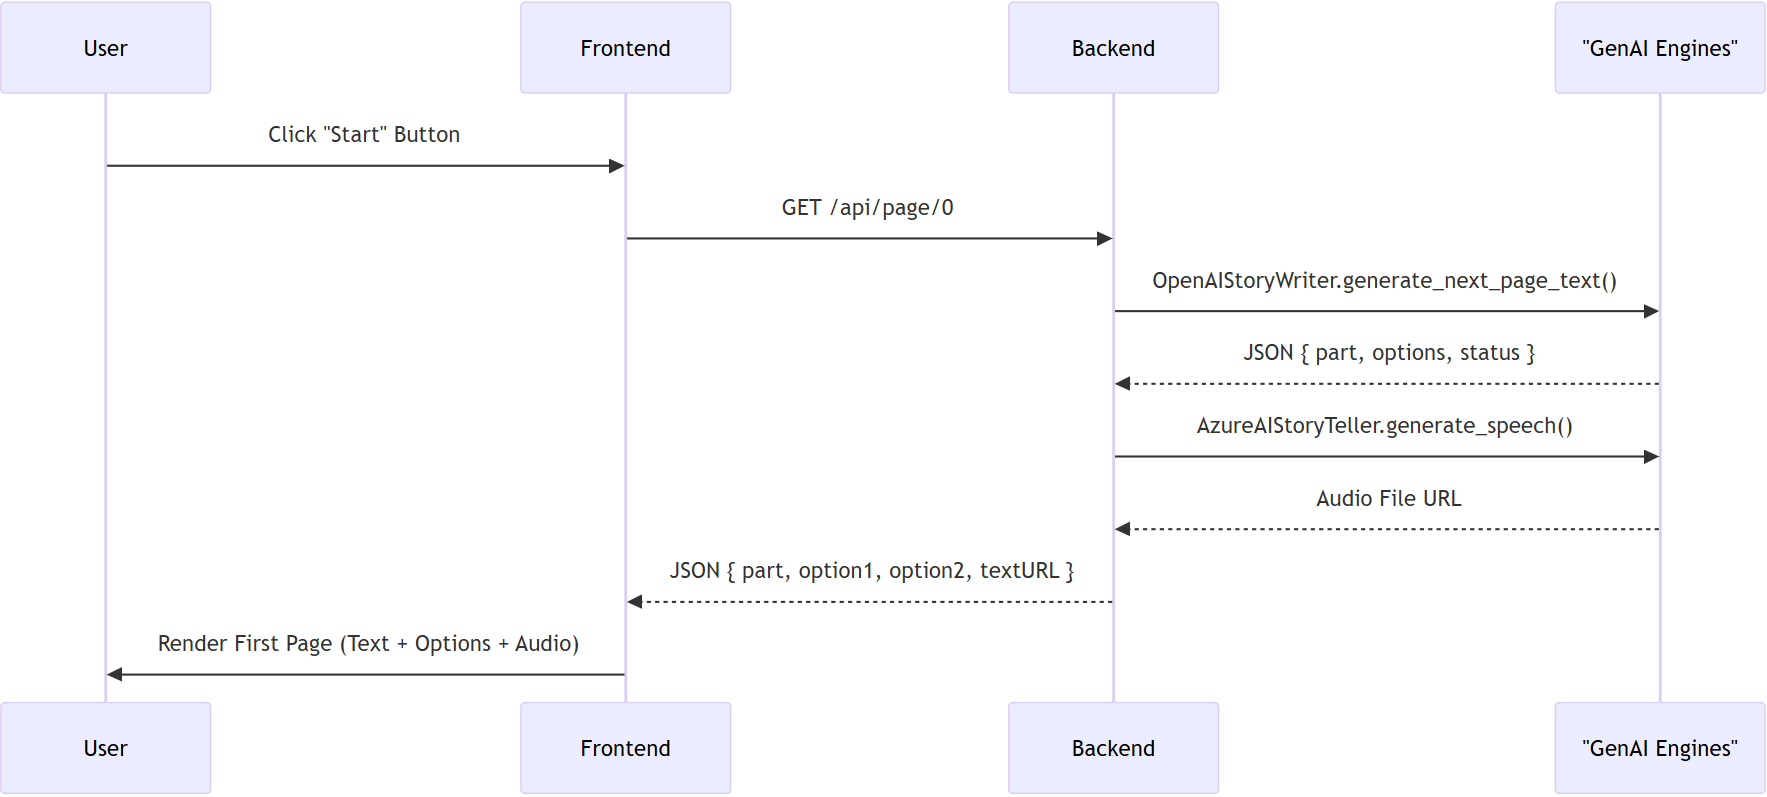 User
Frontend
Backend
"GenAI Engines"
Click "Start" Button
GET /api/page/0
OpenAIStoryWriter.generate_next_page_text()
JSON { part, options, status }
AzureAIStoryTeller.generate_speech()
Audio File URL
JSON { part, option1, option2, textURL }
Render First Page (Text + Options + Audio)
User
Frontend
Backend
"GenAI Engines"